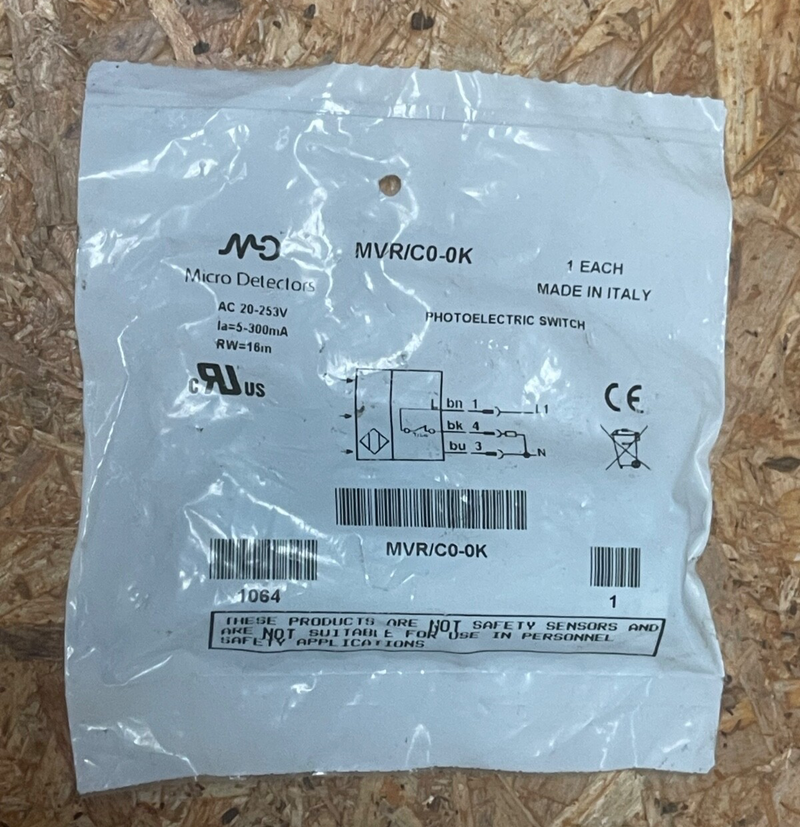 MD
MVR/C0-0K
1 EACH
Micro Detectors
MADE IN ITALY
AC 20-253V
Ia=5-300mA
RW=16m
PHOTOELECTRIC SWITCH
c RU US
CE
L bn 1 L1
bk 4
bu 3 N
MVR/C0-0K
1064
1
THESE PRODUCTS ARE NOT SAFETY SENSORS AND
ARE NOT SUITABLE FOR USE IN PERSONNEL
SAFETY APPLICATIONS